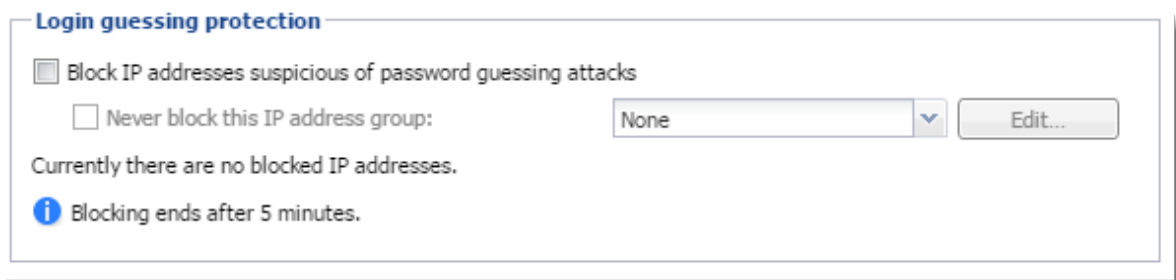 Login guessing protection
Block IP addresses suspicious of password guessing attacks
Never block this IP address group: None Edit...
Currently there are no blocked IP addresses.
Blocking ends after 5 minutes.